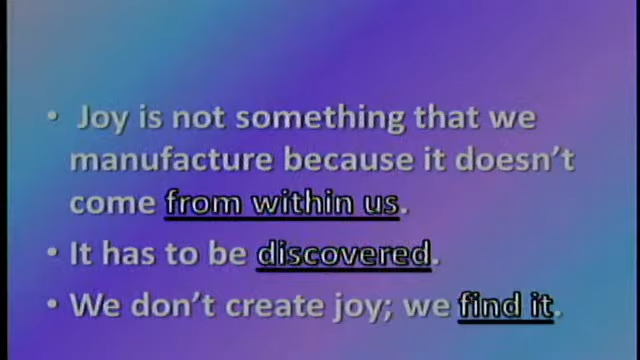 • Joy is not something that we
manufacture because it doesn't
come from within us.
• It has to be discovered.
• We don't create joy; we find it.